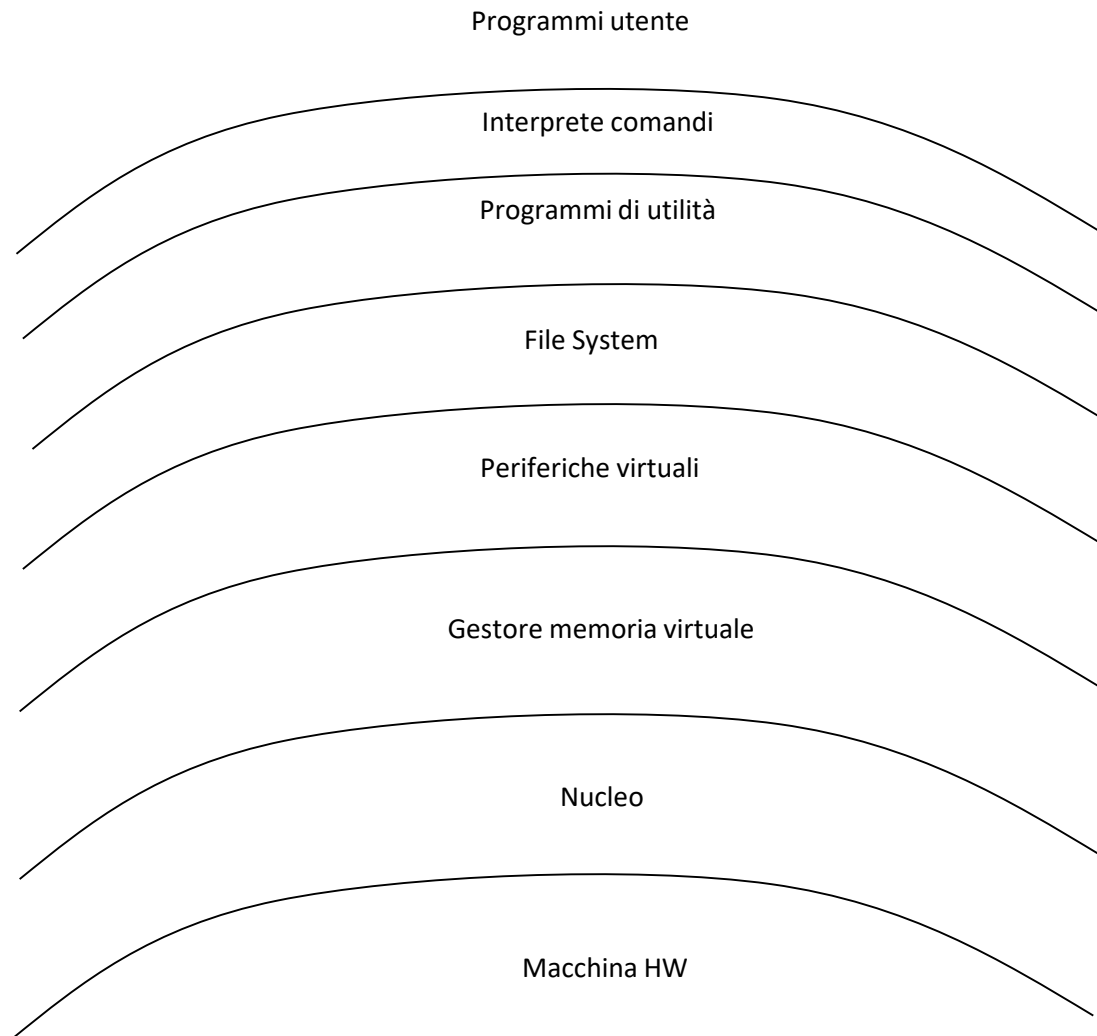 Programmi utente
Interprete comandi
Programmi di utilità
File System
Periferiche virtuali
Gestore memoria virtuale
Nucleo
Macchina HW